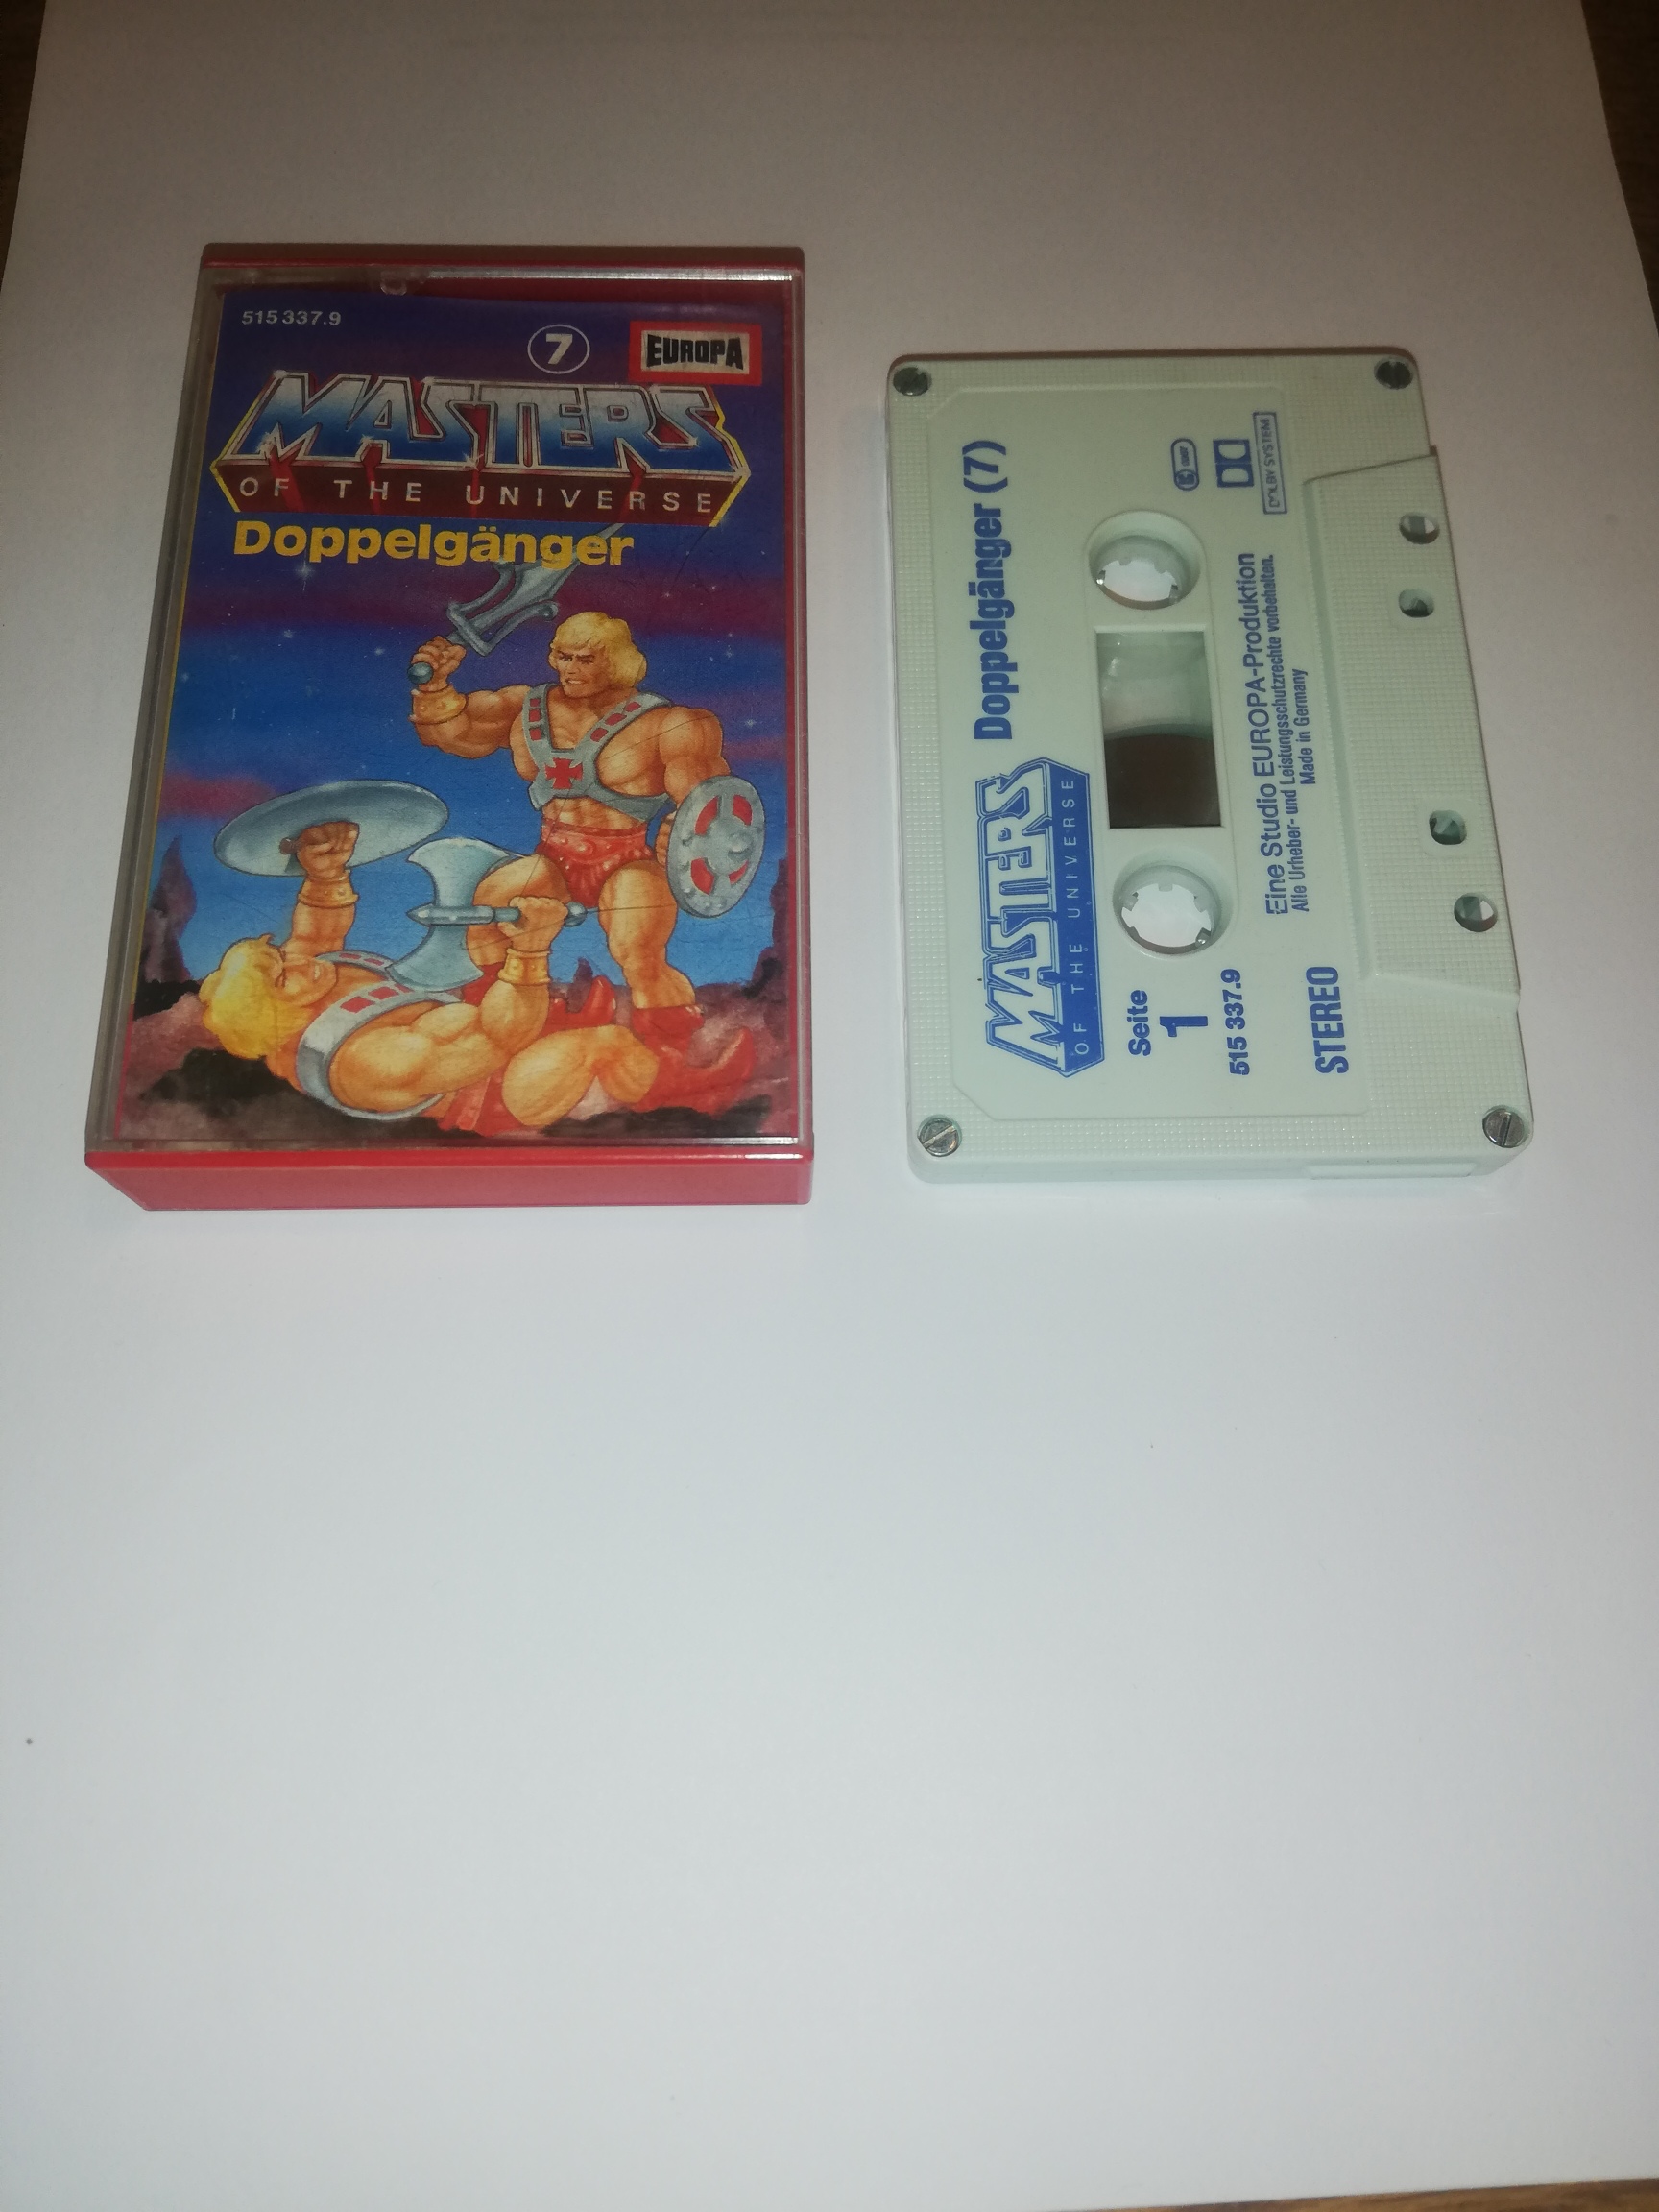 515 337.9
7
EUROPA
MASTERS
OF THE UNIVERSE
Doppelgänger
MASTERS
OF THE UNIVERSE
Doppelgänger (7)
Seite
1
515 337.9
STEREO
DOLBY SYSTEM
Eine Studio EUROPA-Produktion
Alle Urheber- und Leistungsschutzrechte vorbehalten.
Made in Germany